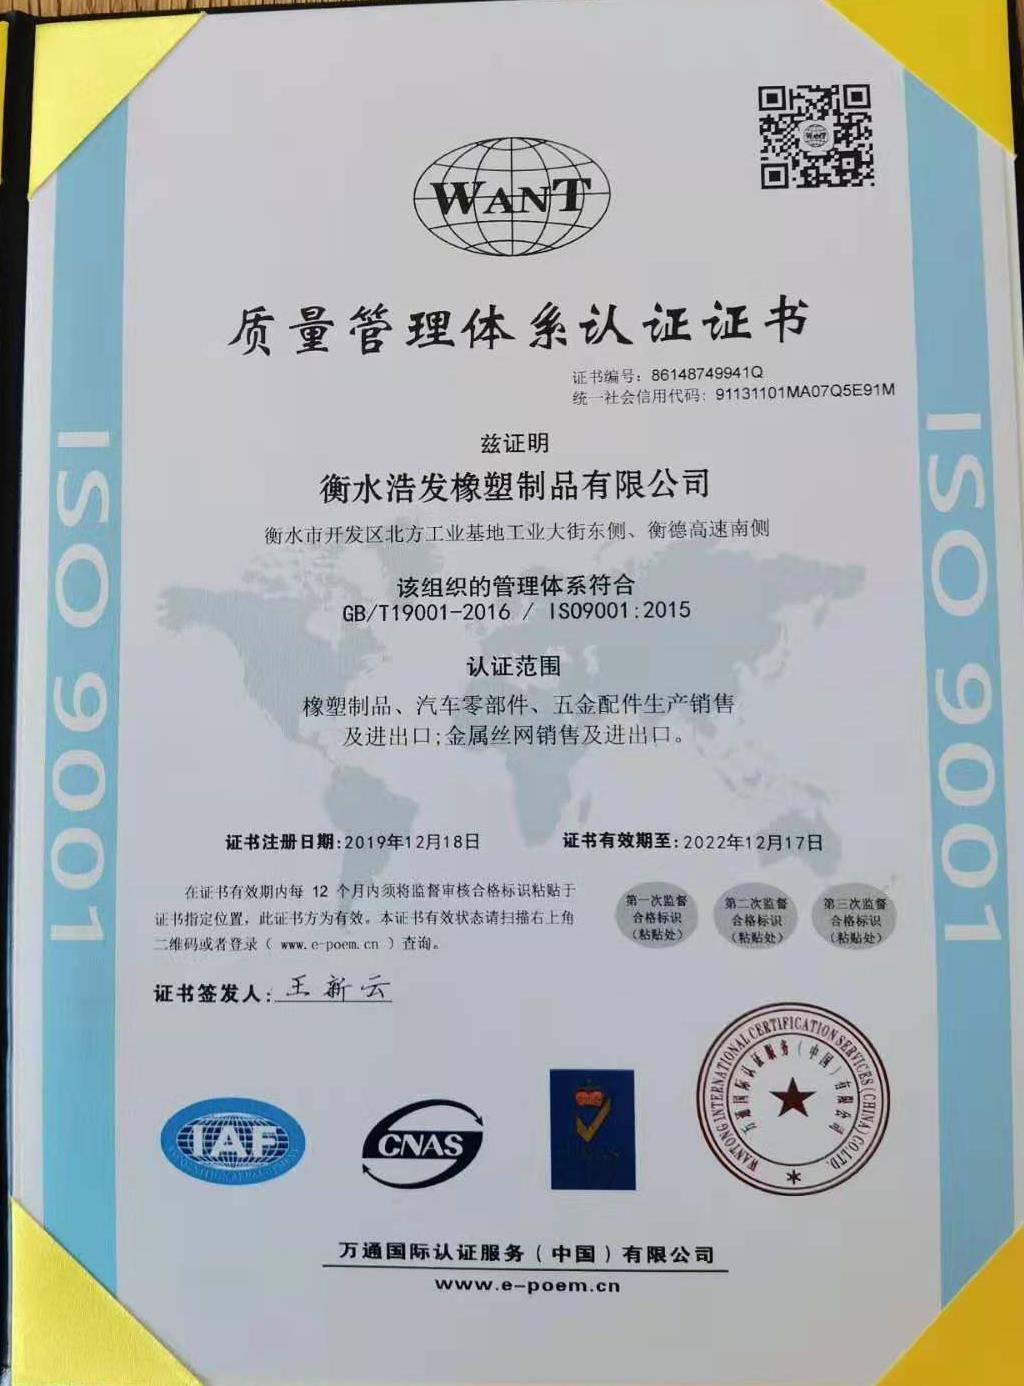 WANT
质量管理体系认证证书
证书编号：86148749941Q
统一社会信用代码：91131101MA07Q5E91M
兹证明
衡水浩发橡塑制品有限公司
衡水市开发区北方工业基地工业大街东侧、衡德高速南侧
该组织的管理体系符合
GB/T19001-2016 / ISO9001:2015
认证范围
橡塑制品、汽车零部件、五金配件生产销售
及进出口;金属丝网销售及进出口。
证书注册日期:2019年12月18日
证书有效期至:2022年12月17日
在证书有效期内每 12 个月内须将监督审核合格标识粘贴于
证书指定位置，此证书方为有效。本证书有效状态请扫描右上角
二维码或者登录（ www.e-poem.cn ）查询。
第一次监督
合格标识
（粘贴处）
第二次监督
合格标识
（粘贴处）
第三次监督
合格标识
（粘贴处）
证书签发人:王新云
IAF
CNAS
WANTONG INTERNATIONAL CERTIFICATION SERVICES (CHINA) CO.LTD.
万通国际认证服务（中国）有限公司
万通国际认证服务（中国）有限公司
www.e-poem.cn
ISO 9001
ISO 9001